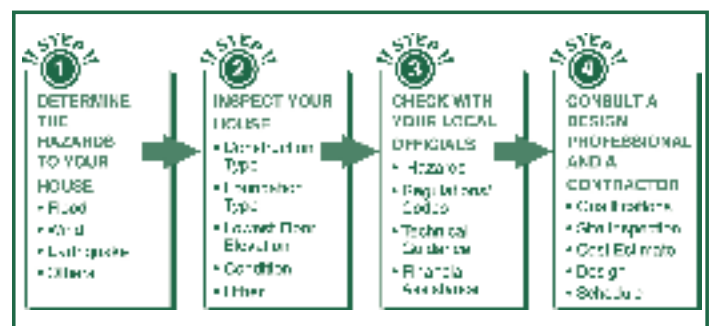 STEP
1
DETERMINE
THE
HAZARDS
TO YOUR
HOUSE
• Flood
• Wind
• Earthquake
• Others
STEP
2
INSPECT YOUR
HOUSE
• Construction
Type
• Foundation
Type
• Lowest Floor
Elevation
• Condition
• Other
STEP
3
CHECK WITH
YOUR LOCAL
OFFICIALS
• Hazards
• Regulations/
Codes
• Technical
Guidance
• Financial
Assistance
STEP
4
CONSULT A
DESIGN
PROFESSIONAL
AND A
CONTRACTOR
• Qualifications
• Site Inspection
• Cost Estimate
• Design
• Schedule